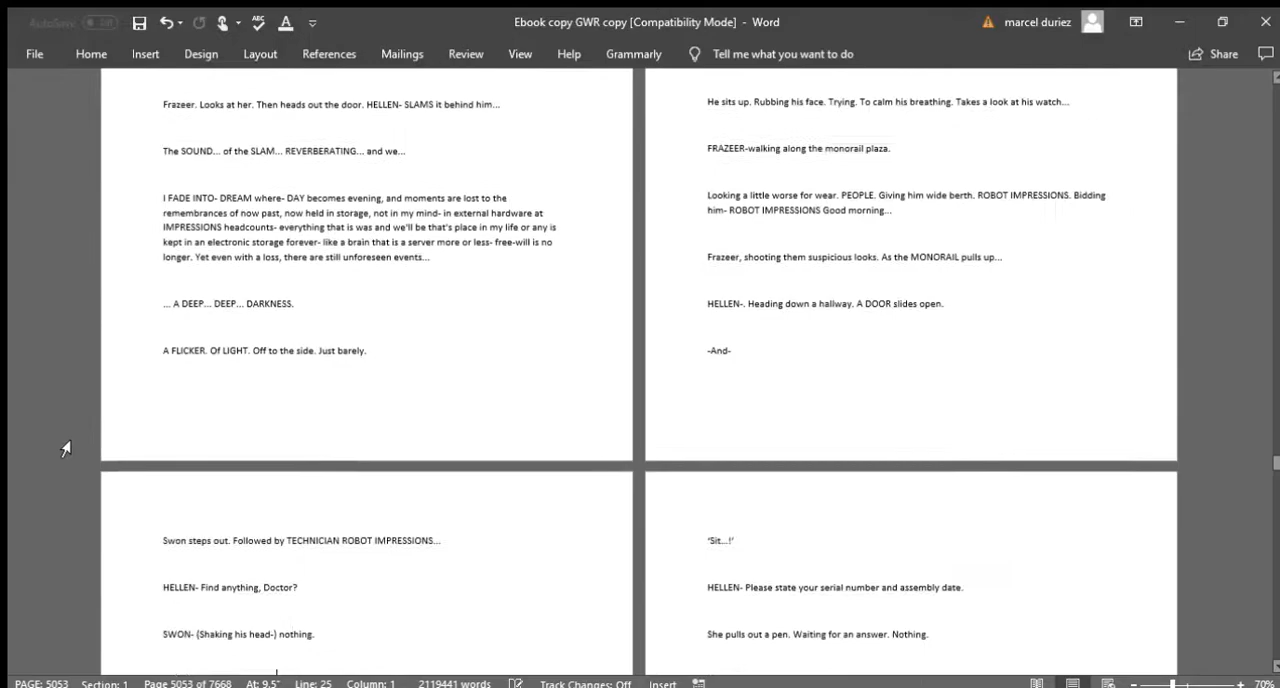 AutoSave Off
Ebook copy GWR copy [Compatibility Mode] - Word
marcel duriez
File Home Insert Design Layout References Mailings Review View Help Grammarly Tell me what you want to do Share
Frazeer. Looks at her. Then heads out the door. HELLEN- SLAMS it behind him...
The SOUND... of the SLAM... REVERBERATING... and we...
I FADE INTO- DREAM where- DAY becomes evening, and moments are lost to the
remembrances of now past, now held in storage, not in my mind- in external hardware at
IMPRESSIONS headcounts- everything that is was and we'll be that's place in my life or any is
kept in an electronic storage forever- like a brain that is a server more or less- free-will is no
longer. Yet even with a loss, there are still unforeseen events...
... A DEEP... DEEP... DARKNESS.
A FLICKER. Of LIGHT. Off to the side. Just barely.
He sits up. Rubbing his face. Trying. To calm his breathing. Takes a look at his watch...
FRAZEER-walking along the monorail plaza.
Looking a little worse for wear. PEOPLE. Giving him wide berth. ROBOT IMPRESSIONS. Bidding
him- ROBOT IMPRESSIONS Good morning...
Frazeer, shooting them suspicious looks. As the MONORAIL pulls up...
HELLEN-. Heading down a hallway. A DOOR slides open.
-And-
Swon steps out. Followed by TECHNICIAN ROBOT IMPRESSIONS...
HELLEN- Find anything, Doctor?
SWON- (Shaking his head-) nothing.
'Sit...!'
HELLEN- Please state your serial number and assembly date.
She pulls out a pen. Waiting for an answer. Nothing.
PAGE: 5053 Section: 1 Page 5053 of 7668 At: 9.5" Line: 25 Column: 1 2119441 words Track Changes: Off Insert 70%